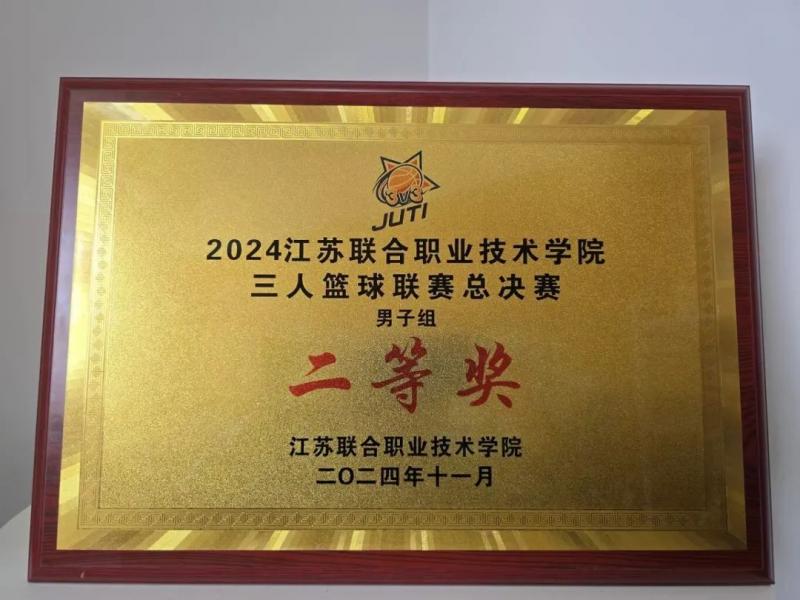 JUTI
2024江苏联合职业技术学院
三人篮球联赛总决赛
男子组
二等奖
江苏联合职业技术学院
二〇二四年十一月